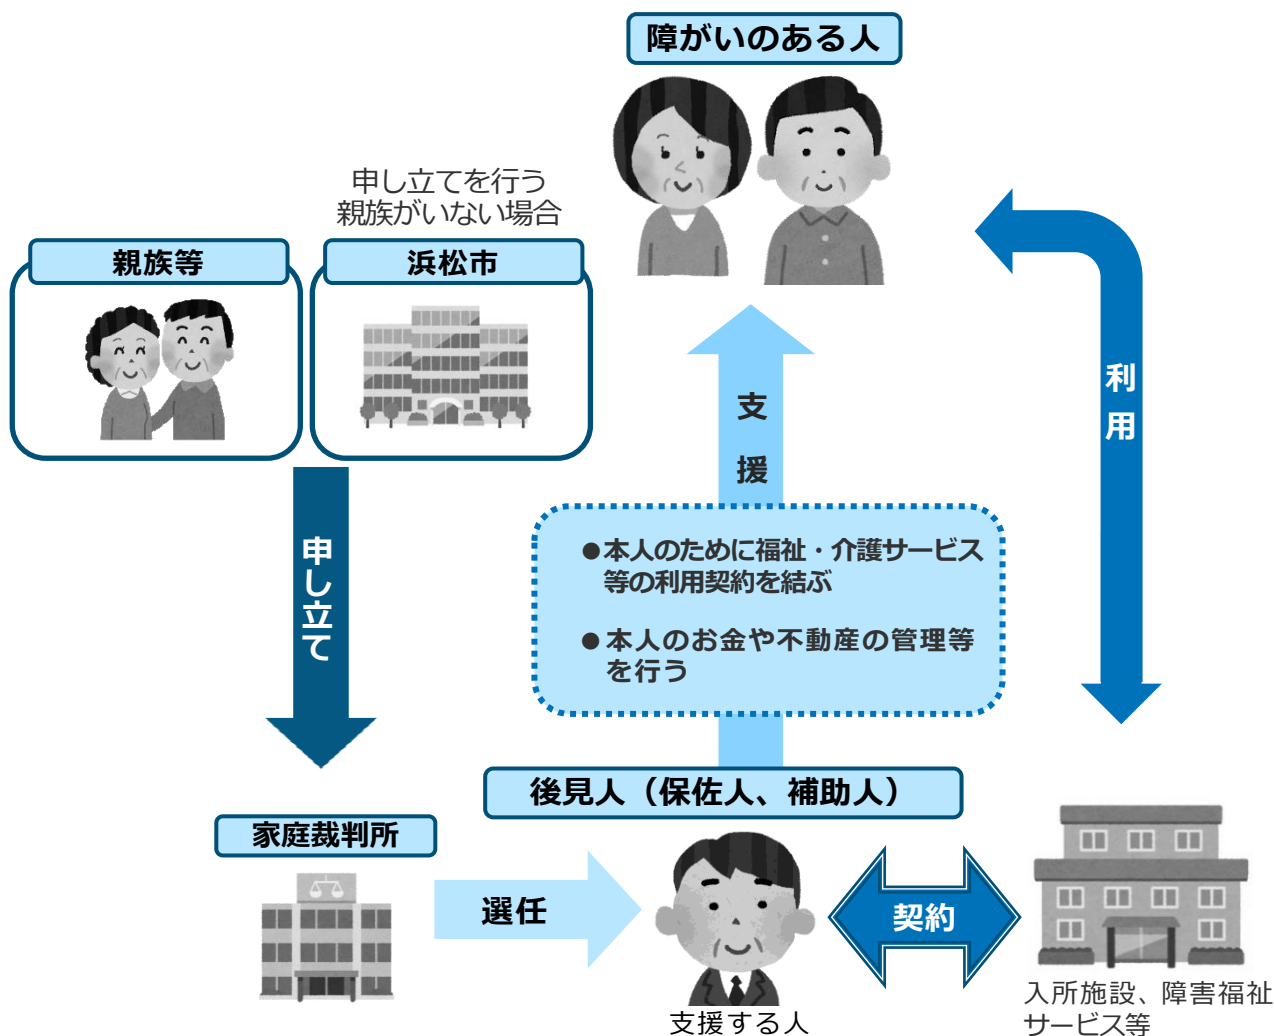 障がいのある人
申し立てを行う
親族がいない場合
親族等
浜松市
利用
支援
申し立て
●本人のために福祉・介護サービス
等の利用契約を結ぶ
●本人のお金や不動産の管理等
を行う
後見人（保佐人、補助人）
家庭裁判所
選任
契約
支援する人
入所施設、障害福祉
サービス等